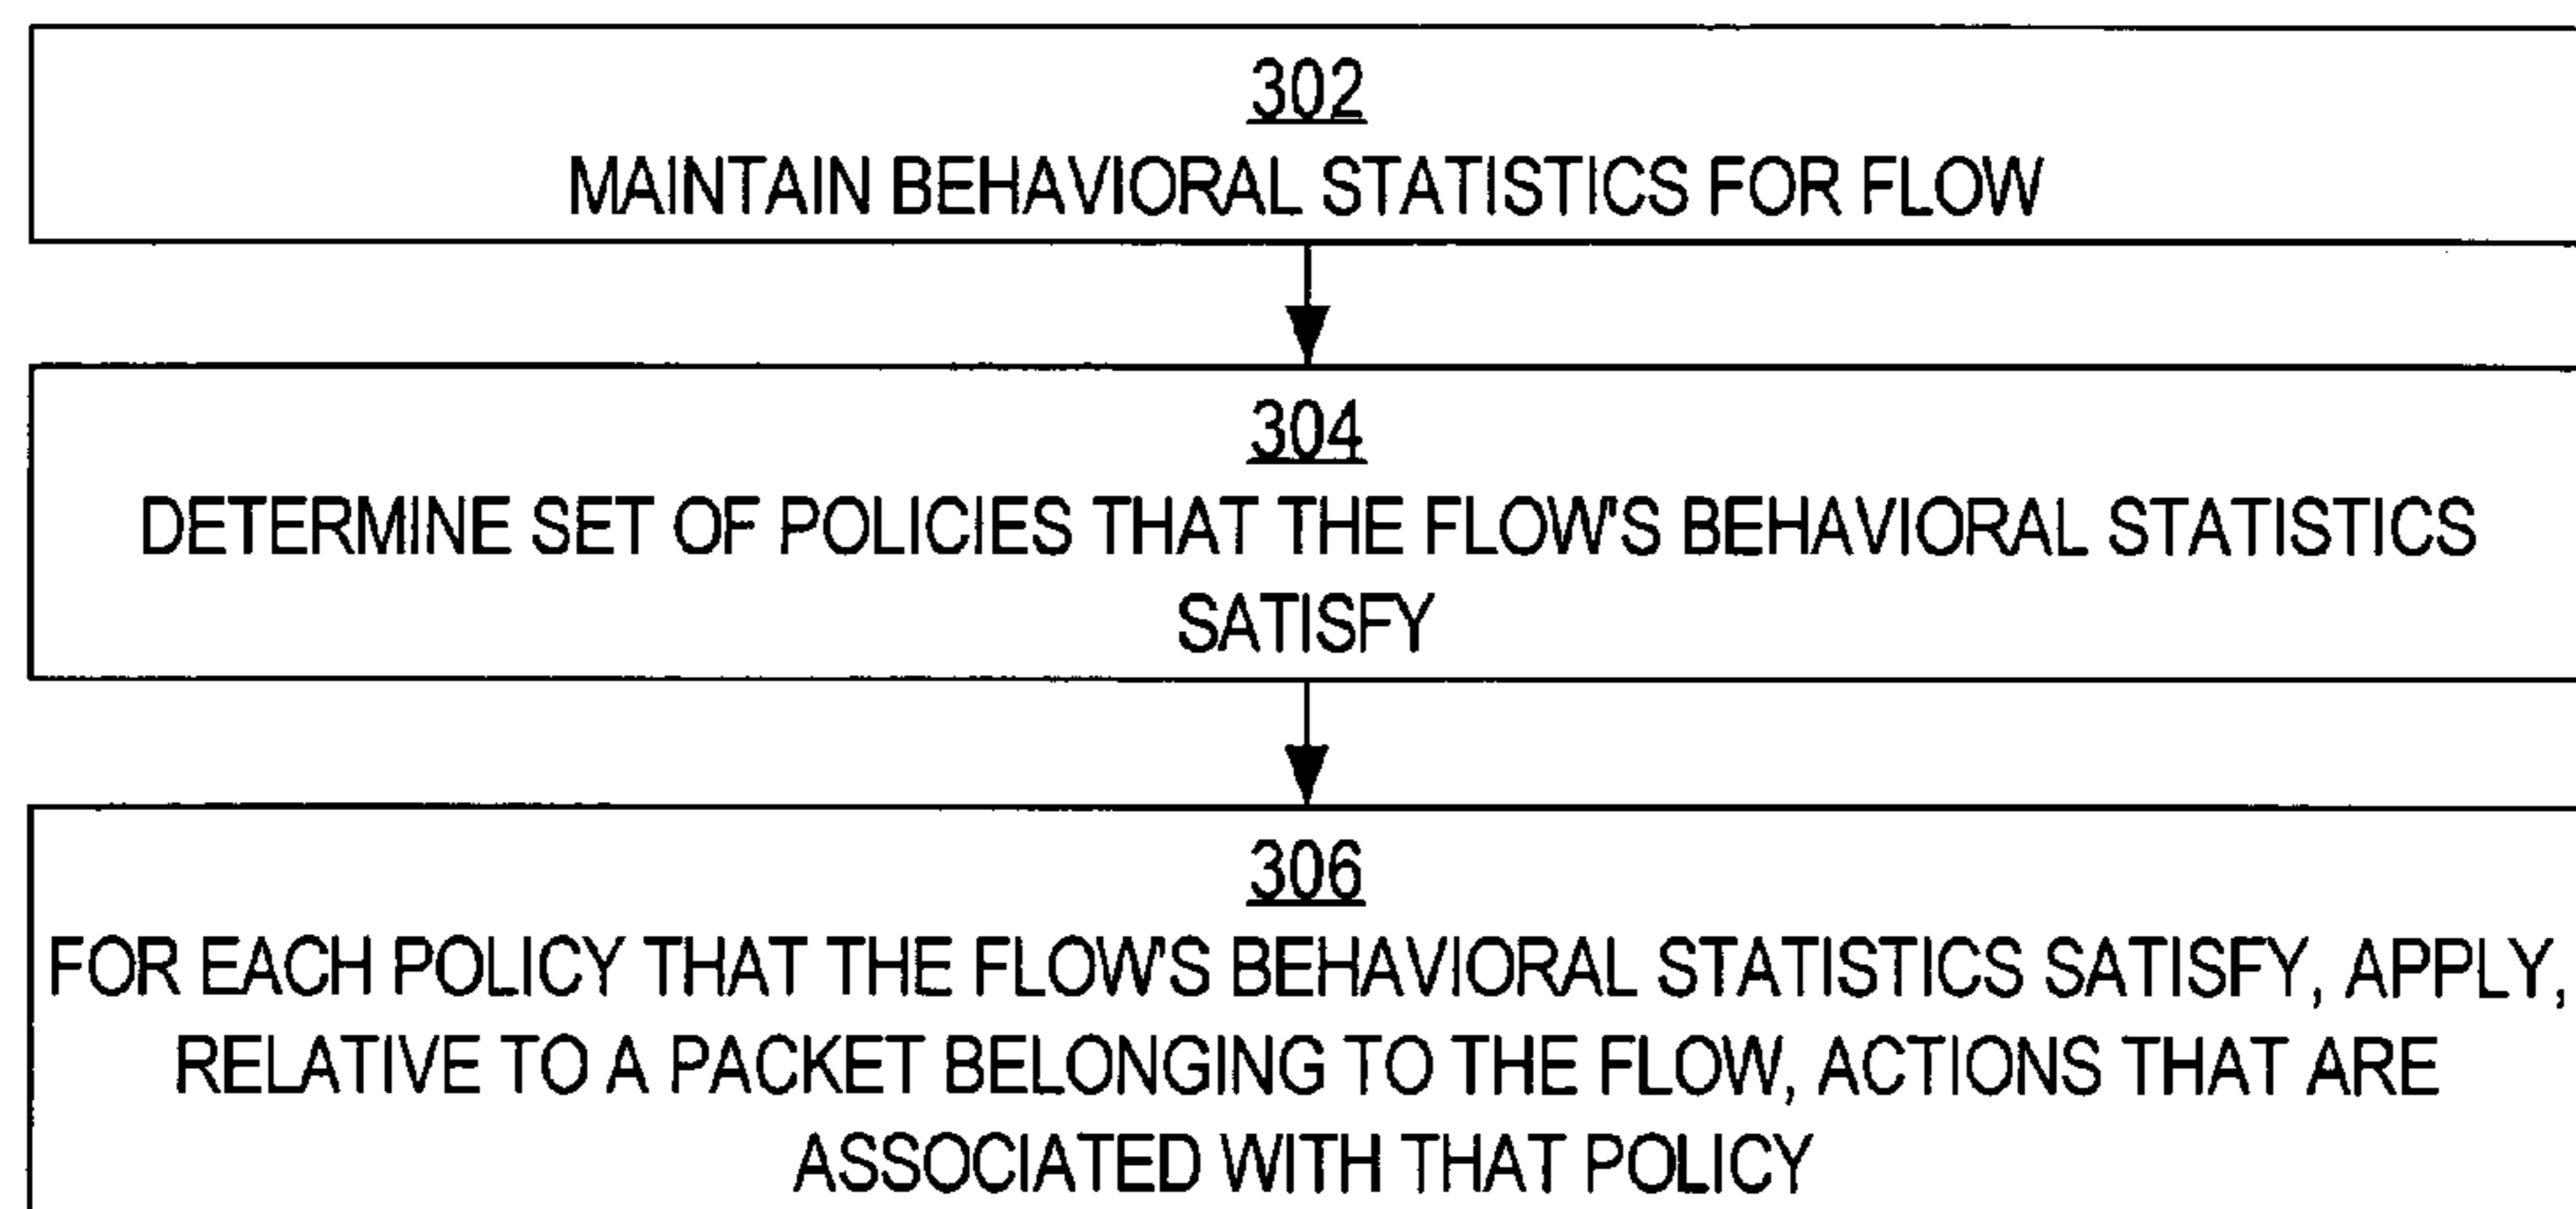 302
MAINTAIN BEHAVIORAL STATISTICS FOR FLOW
304
DETERMINE SET OF POLICIES THAT THE FLOW'S BEHAVIORAL STATISTICS
SATISFY
306
FOR EACH POLICY THAT THE FLOW'S BEHAVIORAL STATISTICS SATISFY, APPLY,
RELATIVE TO A PACKET BELONGING TO THE FLOW, ACTIONS THAT ARE
ASSOCIATED WITH THAT POLICY